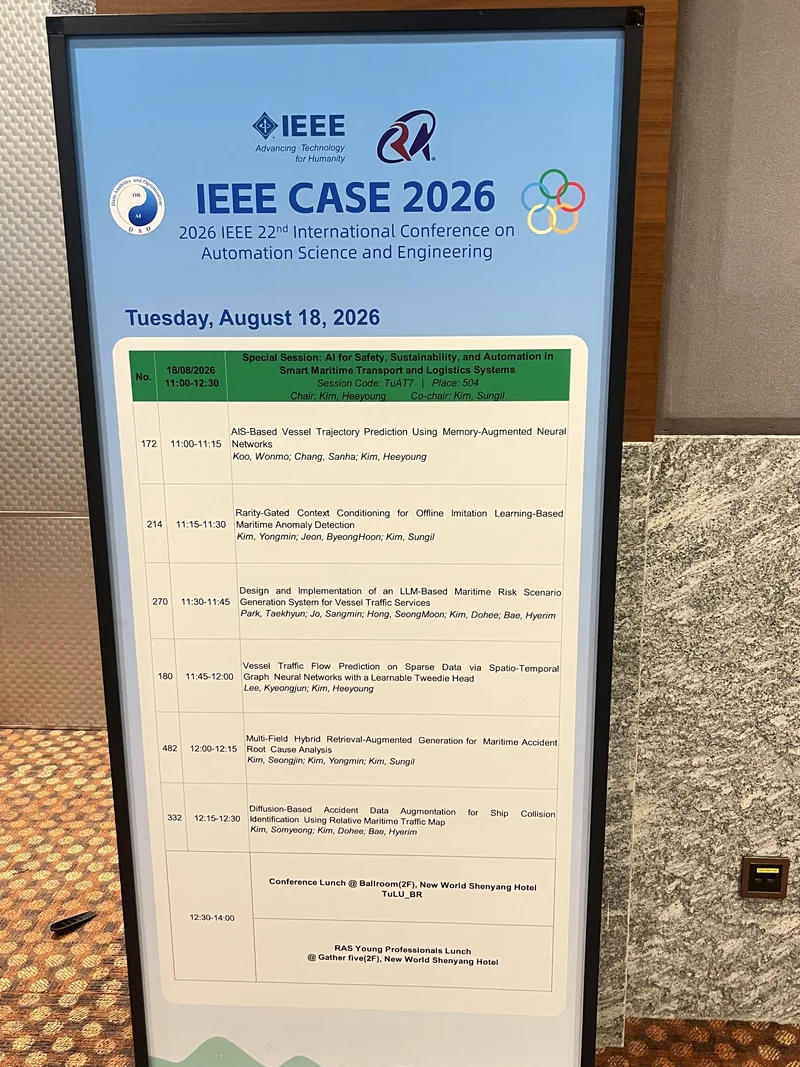 IEEE
Advancing Technology
for Humanity
RA
Data Analytics and Optimization
OR
AI
DAO
IEEE CASE 2026
2026 IEEE 22nd International Conference on
Automation Science and Engineering
Tuesday, August 18, 2026
No.
18/08/2026
11:00-12:30
Special Session: AI for Safety, Sustainability, and Automation in
Smart Maritime Transport and Logistics Systems
Session Code: TuAT7 | Place: 504
Chair: Kim, Heeyoung Co-chair: Kim, Sungil
172 11:00-11:15
AIS-Based Vessel Trajectory Prediction Using Memory-Augmented Neural
Networks
Koo, Wonmo; Chang, Sanha; Kim, Heeyoung
214 11:15-11:30
Rarity-Gated Context Conditioning for Offline Imitation Learning-Based
Maritime Anomaly Detection
Kim, Yongmin; Jeon, ByeongHoon; Kim, Sungil
270 11:30-11:45
Design and Implementation of an LLM-Based Maritime Risk Scenario
Generation System for Vessel Traffic Services
Park, Taekhyun; Jo, Sangmin; Hong, SeongMoon; Kim, Dohee; Bae, Hyerim
180 11:45-12:00
Vessel Traffic Flow Prediction on Sparse Data via Spatio-Temporal
Graph Neural Networks with a Learnable Tweedie Head
Lee, Kyeongjun; Kim, Heeyoung
482 12:00-12:15
Multi-Field Hybrid Retrieval-Augmented Generation for Maritime Accident
Root Cause Analysis
Kim, Seongjin; Kim, Yongmin; Kim, Sungil
332 12:15-12:30
Diffusion-Based Accident Data Augmentation for Ship Collision
Identification Using Relative Maritime Traffic Map
Kim, Somyeong; Kim, Dohee; Bae, Hyerim
12:30-14:00
Conference Lunch @ Ballroom(2F), New World Shenyang Hotel
TuLU_BR
RAS Young Professionals Lunch
@ Gather five(2F), New World Shenyang Hotel